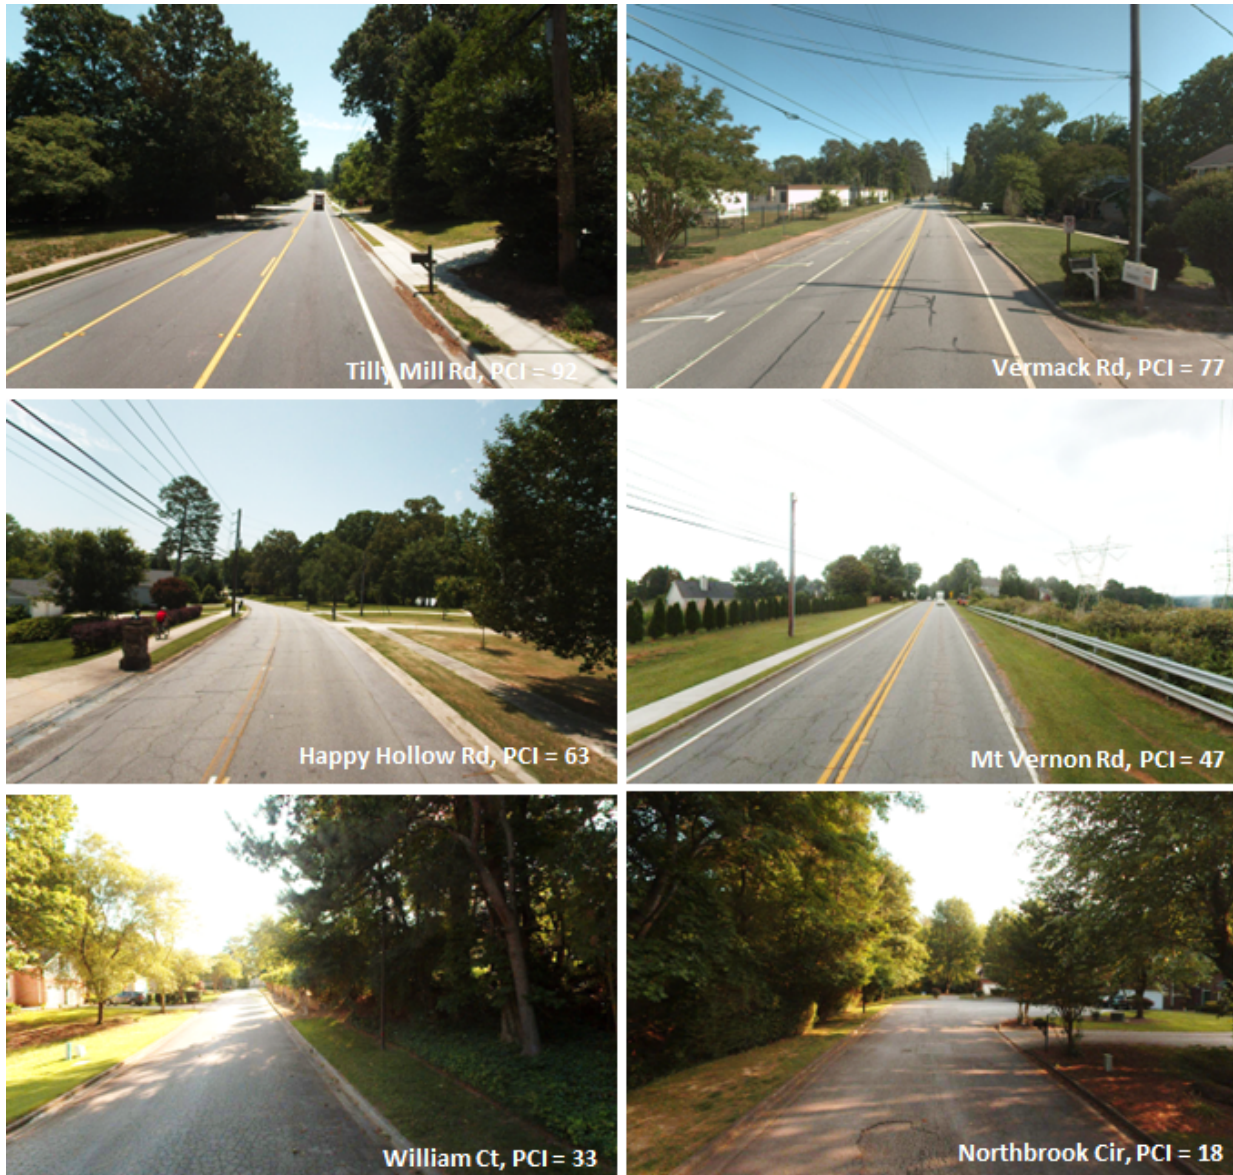 Tilly Mill Rd, PCI = 92
Vermack Rd, PCI = 77
Happy Hollow Rd, PCI = 63
Mt Vernon Rd, PCI = 47
William Ct, PCI = 33
Northbrook Cir, PCI = 18